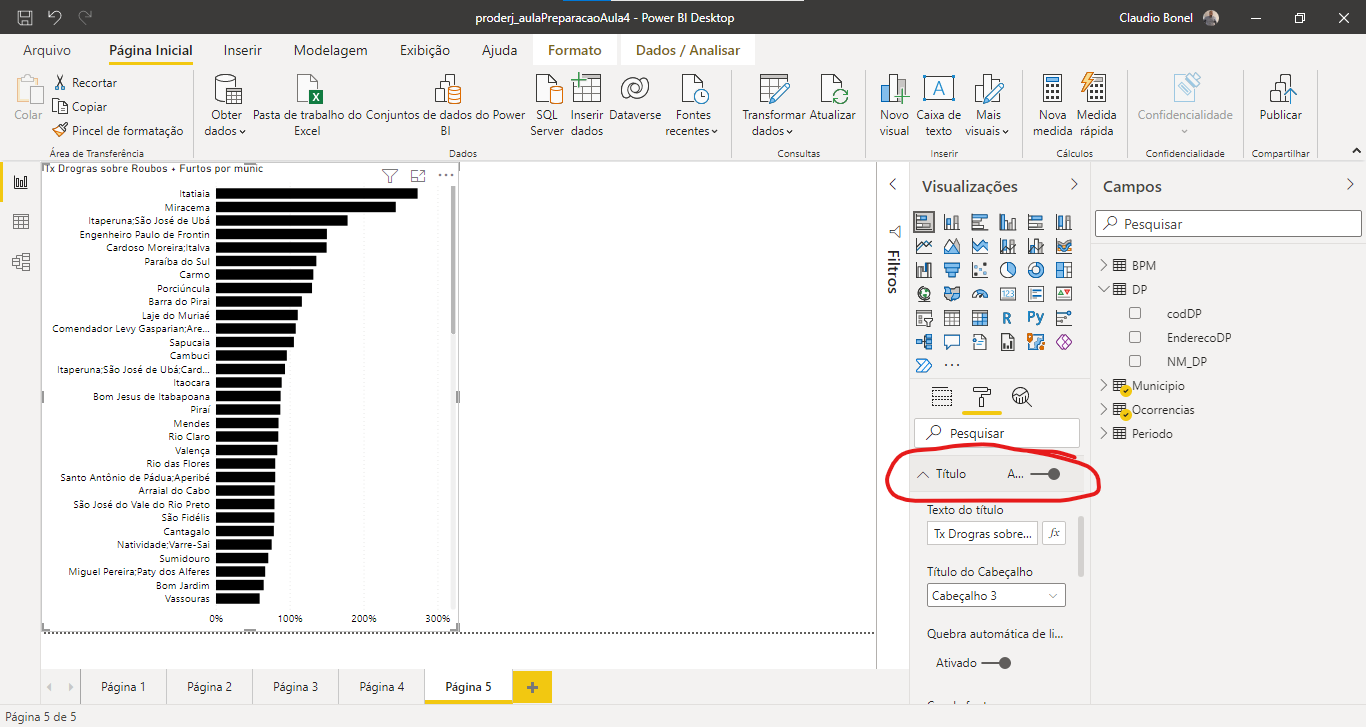 proderj_aulaPreparacaoAula4 - Power BI Desktop
Claudio Bonel
Arquivo
Página Inicial
Inserir
Modelagem
Exibição
Ajuda
Formato
Dados / Analisar
Colar
Recortar
Copiar
Pincel de formatação
Área de Transferência
Obter dados
Pasta de trabalho do Excel
Conjuntos de dados do Power BI
SQL Server
Inserir dados
Dataverse
Fontes recentes
Dados
Transformar dados
Atualizar
Consultas
Novo visual
Caixa de texto
Mais visuais
Inserir
Nova medida
Medida rápida
Cálculos
Confidencialidade
Confidencialidade
Publicar
Compartilhar
Tx Drogras sobre Roubos + Furtos por munic
Itatiaia
Miracema
Itaperuna;São José de Ubá
Engenheiro Paulo de Frontin
Cardoso Moreira;Italva
Paraíba do Sul
Carmo
Porciúncula
Barra do Pirai
Laje do Muriaé
Comendador Levy Gasparian;Are...
Sapucaia
Cambuci
Itaperuna;São José de Ubá;Card...
Itaocara
Bom Jesus de Itabapoana
Piraí
Mendes
Rio Claro
Valença
Rio das Flores
Santo Antônio de Pádua;Aperibé
Arraial do Cabo
São José do Vale do Rio Preto
São Fidélis
Cantagalo
Natividade;Varre-Sai
Sumidouro
Miguel Pereira;Paty dos Alferes
Bom Jardim
Vassouras
0% 100% 200% 300%
Filtros
Visualizações
123
R
Py
Pesquisar
Título A...
Texto do título
Tx Drogras sobre...
fx
Título do Cabeçalho
Cabeçalho 3
Quebra automática de li...
Ativado
Campos
Pesquisar
BPM
DP
codDP
EnderecoDP
NM_DP
Municipio
Ocorrencias
Periodo
Página 1
Página 2
Página 3
Página 4
Página 5
Página 5 de 5